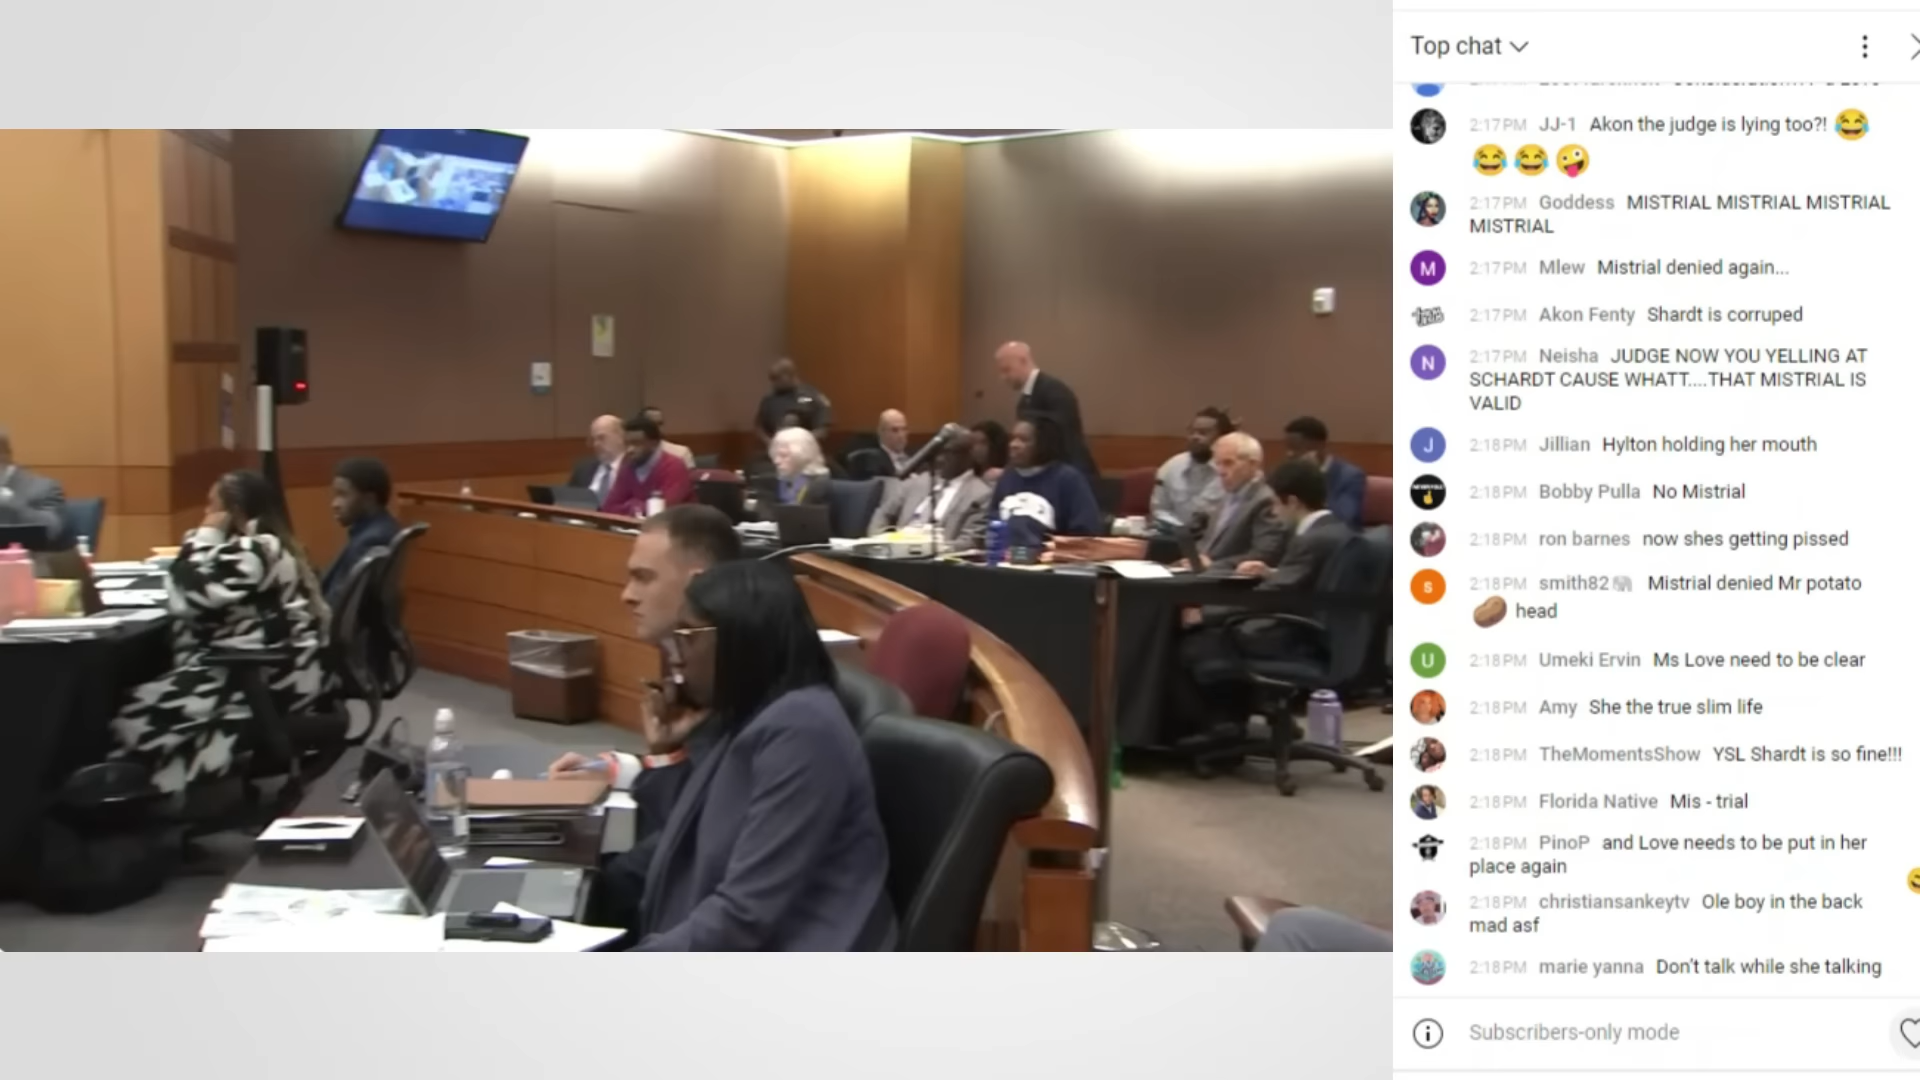 Top chat
2:17 PM JJ-1 Akon the judge is lying too?! 😂
😂😂🤪
2:17 PM Goddess MISTRIAL MISTRIAL MISTRIAL
MISTRIAL
2:17 PM Mlew Mistrial denied again...
2:17 PM Akon Fenty Shardt is corruped
2:17 PM Neisha JUDGE NOW YOU YELLING AT
SCHARDT CAUSE WHATT....THAT MISTRIAL IS
VALID
2:18 PM Jillian Hylton holding her mouth
2:18 PM Bobby Pulla No Mistrial
2:18 PM ron barnes now shes getting pissed
2:18 PM smith82 Mistrial denied Mr potato
🥔 head
2:18 PM Umeki Ervin Ms Love need to be clear
2:18 PM Amy She the true slim life
2:18 PM TheMomentsShow YSL Shardt is so fine!!!
2:18 PM Florida Native Mis - trial
2:18 PM PinoP and Love needs to be put in her
place again
2:18 PM christiansankeytv Ole boy in the back
mad asf
2:18 PM marie yanna Don't talk while she talking
Subscribers-only mode